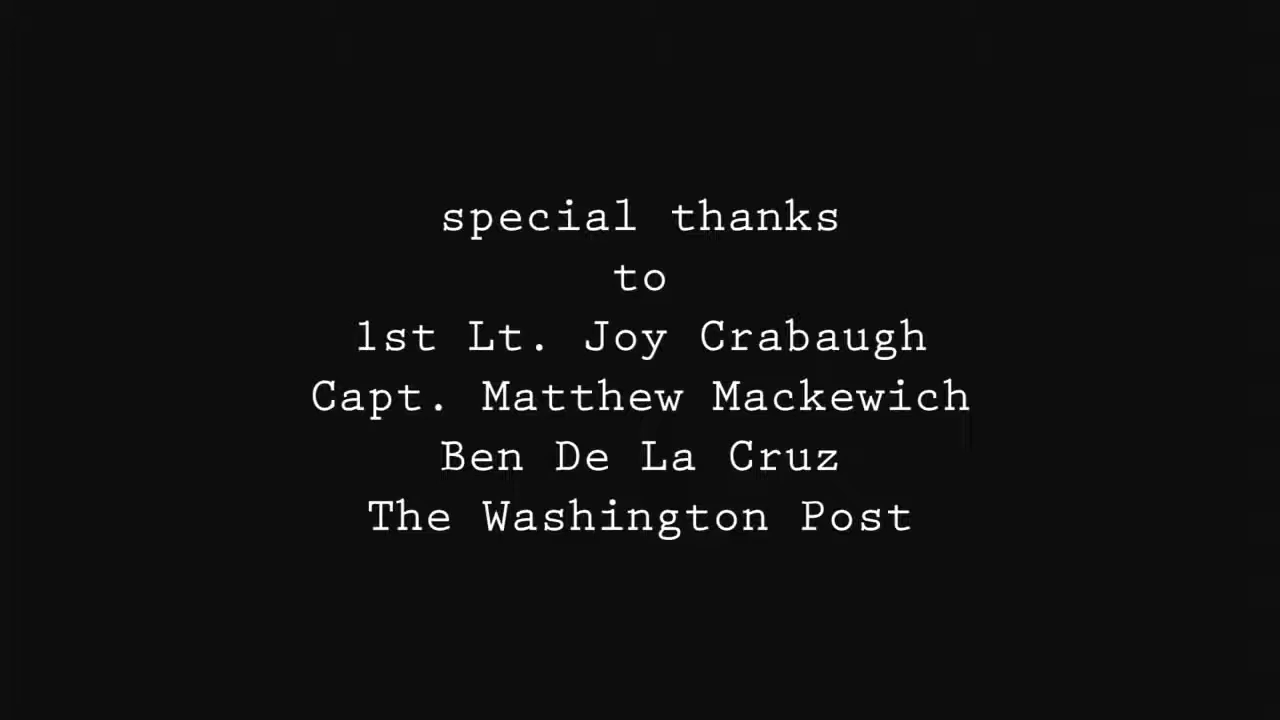 special thanks
to
1st Lt. Joy Crabaugh
Capt. Matthew Mackewich
Ben De La Cruz
The Washington Post